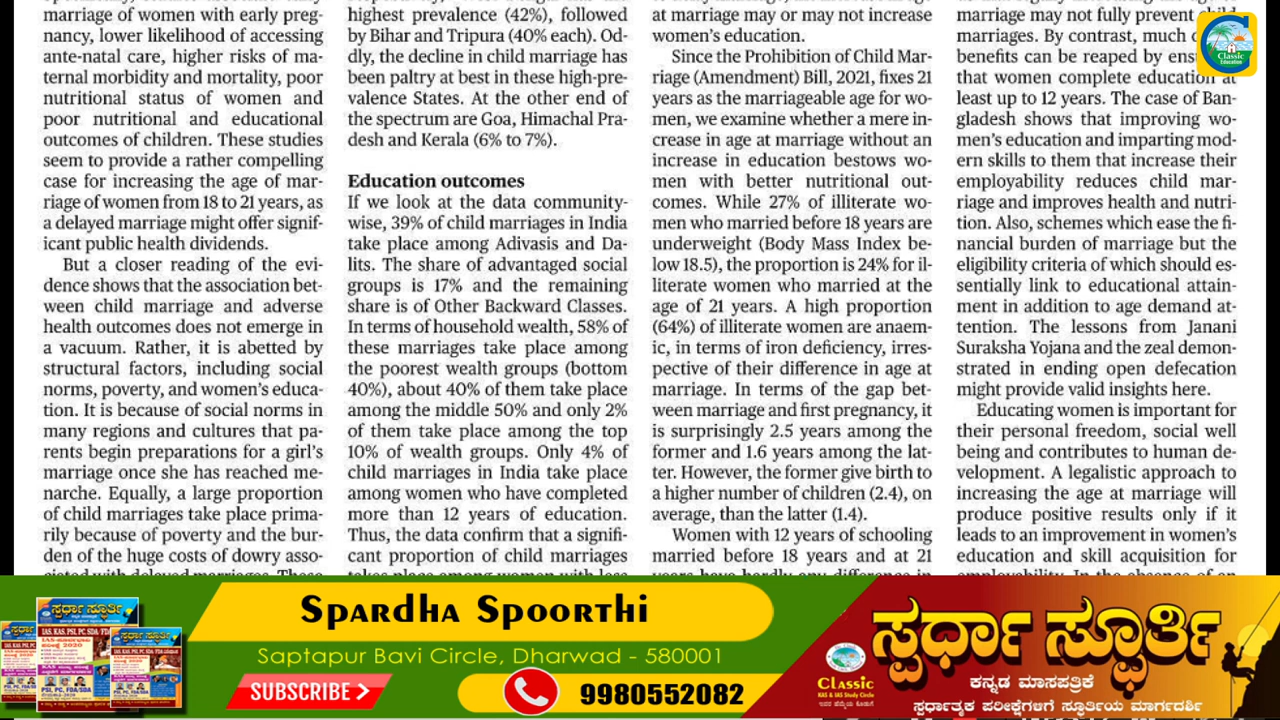 marriage of women with early preg-
nancy, lower likelihood of accessing
ante-natal care, higher risks of ma-
ternal morbidity and mortality, poor
nutritional status of women and
poor nutritional and educational
outcomes of children. These studies
seem to provide a rather compelling
case for increasing the age of mar-
riage of women from 18 to 21 years, as
a delayed marriage might offer signif-
icant public health dividends.
But a closer reading of the evi-
dence shows that the association bet-
ween child marriage and adverse
health outcomes does not emerge in
a vacuum. Rather, it is abetted by
structural factors, including social
norms, poverty, and women's educa-
tion. It is because of social norms in
many regions and cultures that pa-
rents begin preparations for a girl's
marriage once she has reached me-
narche. Equally, a large proportion
of child marriages take place prima-
rily because of poverty and the bur-
den of the huge costs of dowry asso-
highest prevalence (42%), followed
by Bihar and Tripura (40% each). Od-
dly, the decline in child marriage has
been paltry at best in these high-pre-
valence States. At the other end of
the spectrum are Goa, Himachal Pra-
desh and Kerala (6% to 7%).
Education outcomes
If we look at the data community-
wise, 39% of child marriages in India
take place among Adivasis and Da-
lits. The share of advantaged social
groups is 17% and the remaining
share is of Other Backward Classes.
In terms of household wealth, 58% of
these marriages take place among
the poorest wealth groups (bottom
40%), about 40% of them take place
among the middle 50% and only 2%
of them take place among the top
10% of wealth groups. Only 4% of
child marriages in India take place
among women who have completed
more than 12 years of education.
Thus, the data confirm that a signifi-
cant proportion of child marriages
at marriage may or may not increase
women's education.
Since the Prohibition of Child Mar-
riage (Amendment) Bill, 2021, fixes 21
years as the marriageable age for wo-
men, we examine whether a mere in-
crease in age at marriage without an
increase in education bestows wo-
men with better nutritional out-
comes. While 27% of illiterate wo-
men who married before 18 years are
underweight (Body Mass Index be-
low 18.5), the proportion is 24% for il-
literate women who married at the
age of 21 years. A high proportion
(64%) of illiterate women are anaem-
ic, in terms of iron deficiency, irres-
pective of their difference in age at
marriage. In terms of the gap bet-
ween marriage and first pregnancy, it
is surprisingly 2.5 years among the
former and 1.6 years among the lat-
ter. However, the former give birth to
a higher number of children (2.4), on
average, than the latter (1.4).
Women with 12 years of schooling
married before 18 years and at 21
marriage may not fully prevent
marriages. By contrast, much
benefits can be reaped by
that women complete education at
least up to 12 years. The case of Ban-
gladesh shows that improving wo-
men's education and imparting mod-
ern skills to them that increase their
employability reduces child mar-
riage and improves health and nutri-
tion. Also, schemes which ease the fi-
nancial burden of marriage but the
eligibility criteria of which should es-
sentially link to educational attain-
ment in addition to age demand at-
tention. The lessons from Janani
Suraksha Yojana and the zeal demon-
strated in ending open defecation
might provide valid insights here.
Educating women is important for
their personal freedom, social well
being and contributes to human de-
velopment. A legalistic approach to
increasing the age at marriage will
produce positive results only if it
leads to an improvement in women's
education and skill acquisition for
Classic
Education
Spardha Spoorthi
Saptapur Bavi Circle, Dharwad - 580001
SUBSCRIBE
9980552082
Classic
KAS & IAS Study Circle
ಸ್ಪರ್ಧಾ ಸ್ಫೂರ್ತಿ
ಕನ್ನಡ ಮಾಸಪತ್ರಿಕೆ
ಸ್ಪರ್ಧಾತ್ಮಕ ಪರೀಕ್ಷೆಗಳಿಗೆ ಸ್ಫೂರ್ತಿಯ ಮಾರ್ಗದರ್ಶಿ